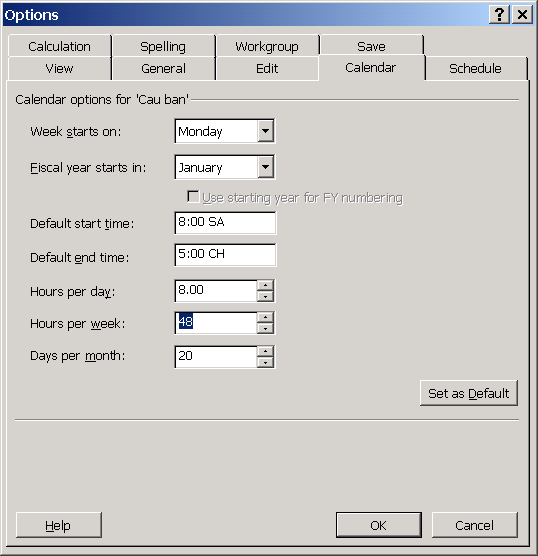 Options
Calculation Spelling Workgroup Save
View General Edit Calendar Schedule
Calendar options for 'Cau ban'
Week starts on: Monday
Fiscal year starts in: January
Use starting year for FY numbering
Default start time: 8:00 SA
Default end time: 5:00 CH
Hours per day: 8.00
Hours per week: 48
Days per month: 20
Set as Default
Help OK Cancel